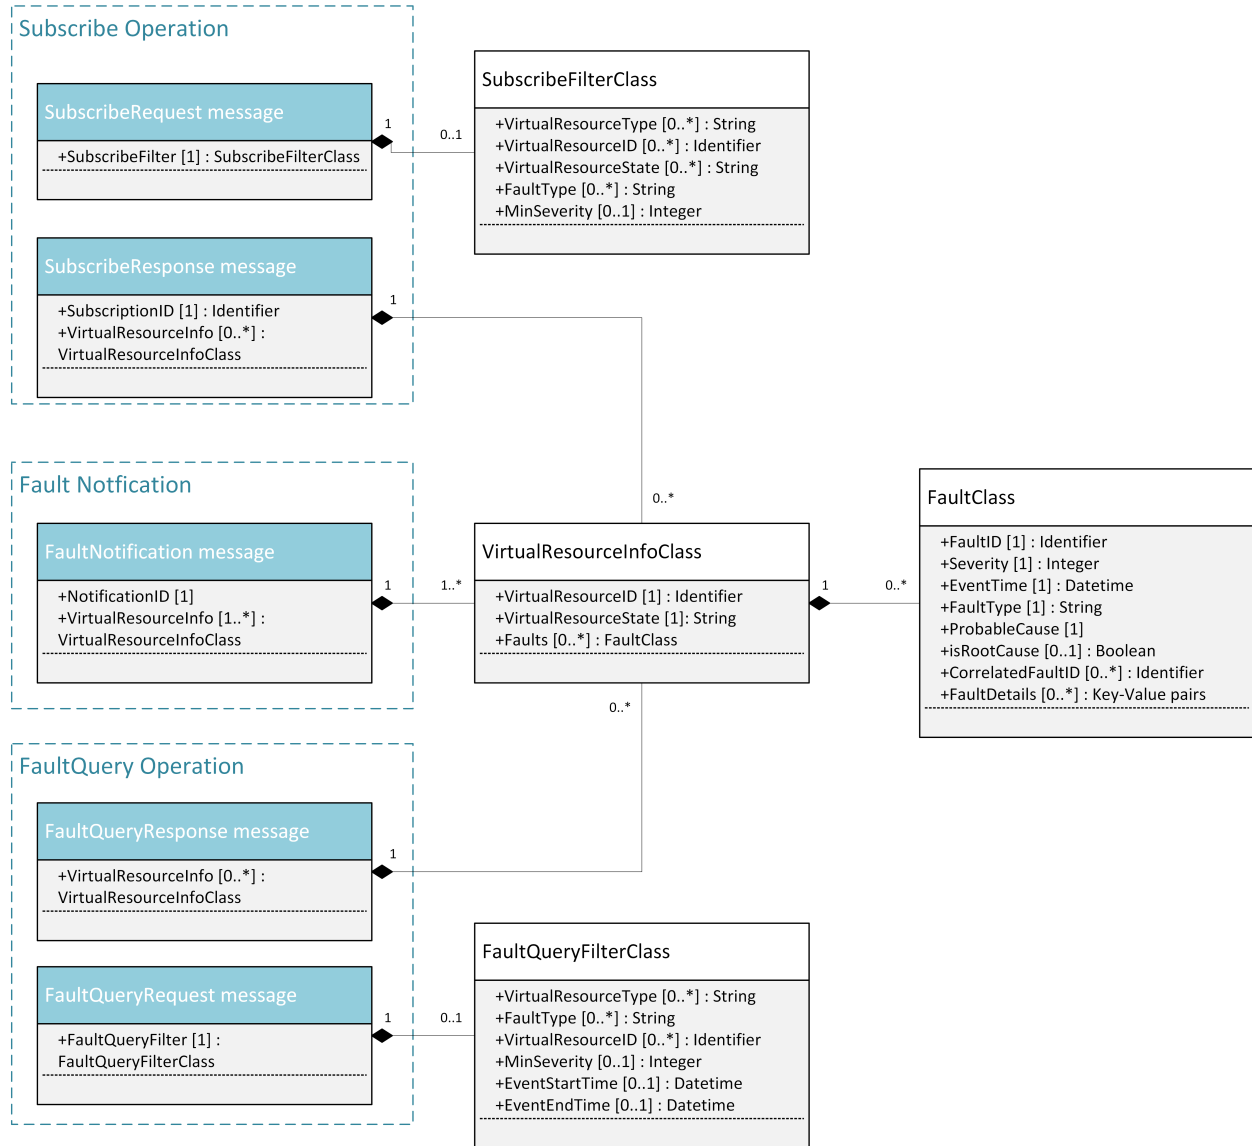 Subscribe Operation
SubscribeRequest message
+SubscribeFilter [1] : SubscribeFilterClass
1
0..1
SubscribeFilterClass
+VirtualResourceType [0..*] : String
+VirtualResourceID [0..*] : Identifier
+VirtualResourceState [0..*] : String
+FaultType [0..*] : String
+MinSeverity [0..1] : Integer
SubscribeResponse message
+SubscriptionID [1] : Identifier
+VirtualResourceInfo [0..*] :
VirtualResourceInfoClass
1
0..*
Fault Notfication
FaultNotification message
+NotificationID [1]
+VirtualResourceInfo [1..*] :
VirtualResourceInfoClass
1
1..*
VirtualResourceInfoClass
+VirtualResourceID [1] : Identifier
+VirtualResourceState [1]: String
+Faults [0..*] : FaultClass
1
0..*
FaultClass
+FaultID [1] : Identifier
+Severity [1] : Integer
+EventTime [1] : Datetime
+FaultType [1] : String
+ProbableCause [1]
+isRootCause [0..1] : Boolean
+CorrelatedFaultID [0..*] : Identifier
+FaultDetails [0..*] : Key-Value pairs
0..*
FaultQuery Operation
FaultQueryResponse message
+VirtualResourceInfo [0..*] :
VirtualResourceInfoClass
1
FaultQueryRequest message
+FaultQueryFilter [1] :
FaultQueryFilterClass
1
0..1
FaultQueryFilterClass
+VirtualResourceType [0..*] : String
+FaultType [0..*] : String
+VirtualResourceID [0..*] : Identifier
+MinSeverity [0..1] : Integer
+EventStartTime [0..1] : Datetime
+EventEndTime [0..1] : Datetime